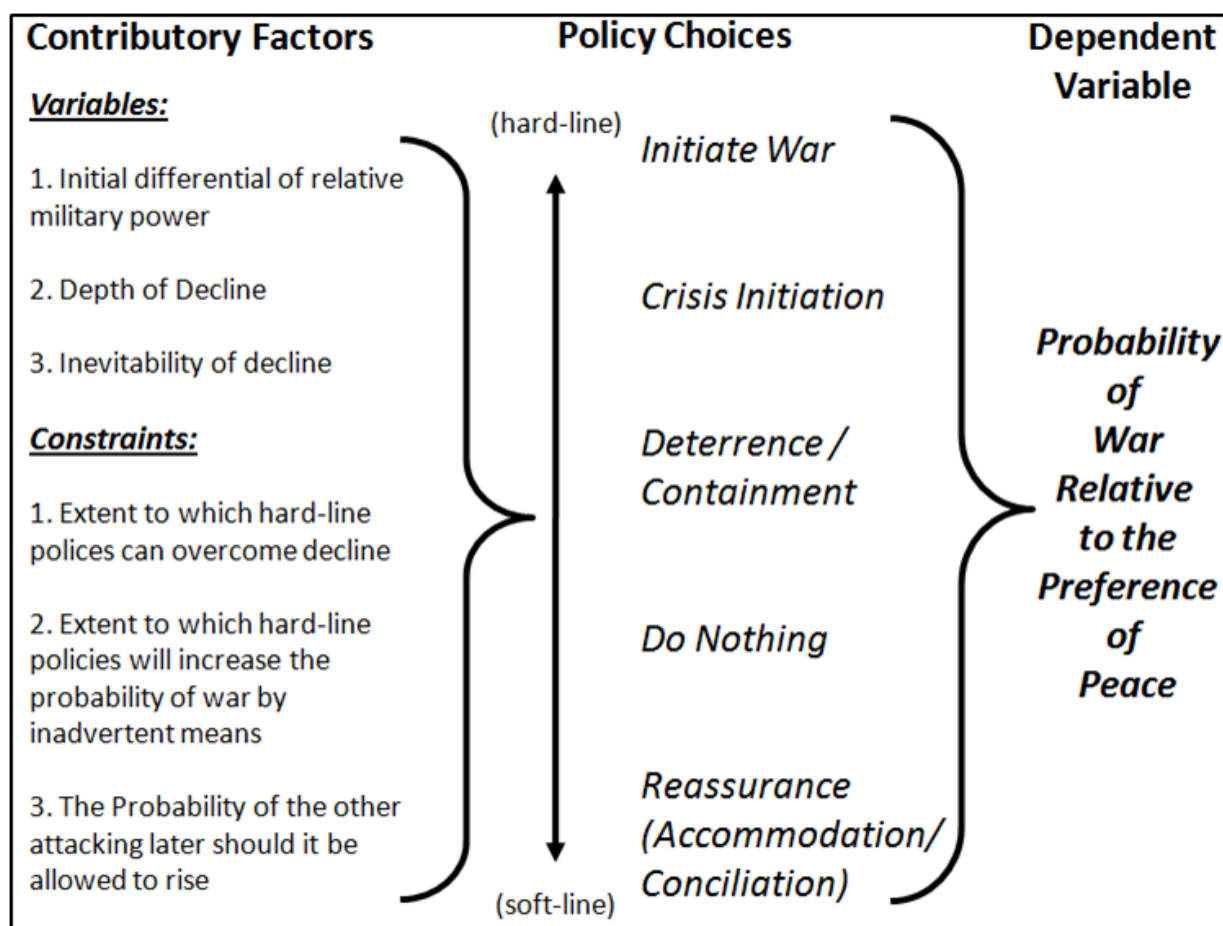 Contributory Factors
Variables:
1. Initial differential of relative
military power
2. Depth of Decline
3. Inevitability of decline
Constraints:
1. Extent to which hard-line
polices can overcome decline
2. Extent to which hard-line
policies will increase the
probability of war by
inadvertent means
3. The Probability of the other
attacking later should it be
allowed to rise
Policy Choices
(hard-line)
Initiate War
Crisis Initiation
Deterrence /
Containment
Do Nothing
Reassurance
(Accommodation/
Conciliation)
(soft-line)
Dependent
Variable
Probability
of
War
Relative
to the
Preference
of
Peace